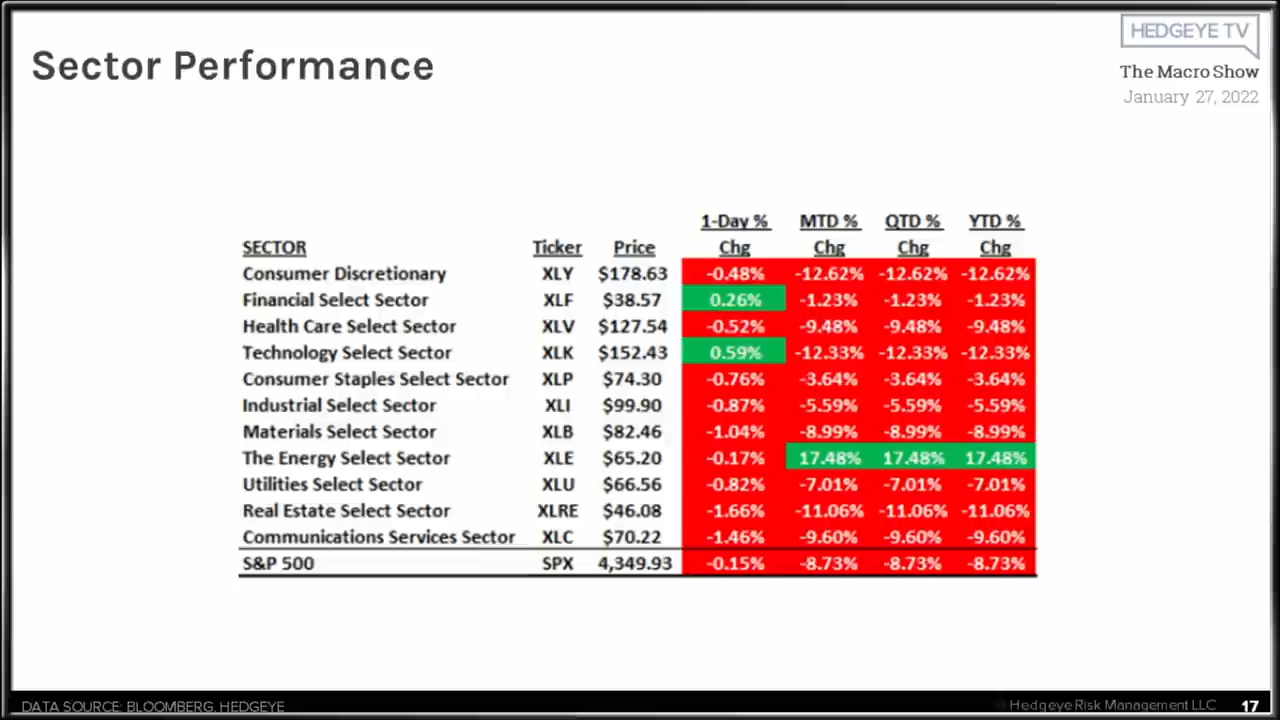 HEDGEYE TV
Sector Performance
The Macro Show
January 27, 2022
1-Day % MTD % QTD % YTD %
SECTOR Ticker Price Chg Chg Chg Chg
Consumer Discretionary XLY $178.63 -0.48% -12.62% -12.62% -12.62%
Financial Select Sector XLF $38.57 0.26% -1.23% -1.23% -1.23%
Health Care Select Sector XLV $127.54 -0.52% -9.48% -9.48% -9.48%
Technology Select Sector XLK $152.43 0.59% -12.33% -12.33% -12.33%
Consumer Staples Select Sector XLP $74.30 -0.76% -3.64% -3.64% -3.64%
Industrial Select Sector XLI $99.90 -0.87% -5.59% -5.59% -5.59%
Materials Select Sector XLB $82.46 -1.04% -8.99% -8.99% -8.99%
The Energy Select Sector XLE $65.20 -0.17% 17.48% 17.48% 17.48%
Utilities Select Sector XLU $66.56 -0.82% -7.01% -7.01% -7.01%
Real Estate Select Sector XLRE $46.08 -1.66% -11.06% -11.06% -11.06%
Communications Services Sector XLC $70.22 -1.46% -9.60% -9.60% -9.60%
S&P 500 SPX 4,349.93 -0.15% -8.73% -8.73% -8.73%
DATA SOURCE: BLOOMBERG, HEDGEYE
© Hedgeye Risk Management LLC 17